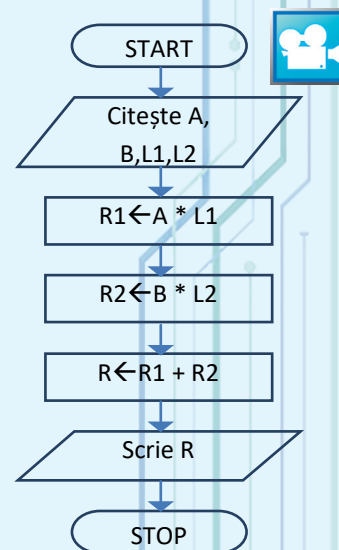 START
Citește A,
B,L1,L2
R1←A * L1
R2←B * L2
R←R1 + R2
Scrie R
STOP